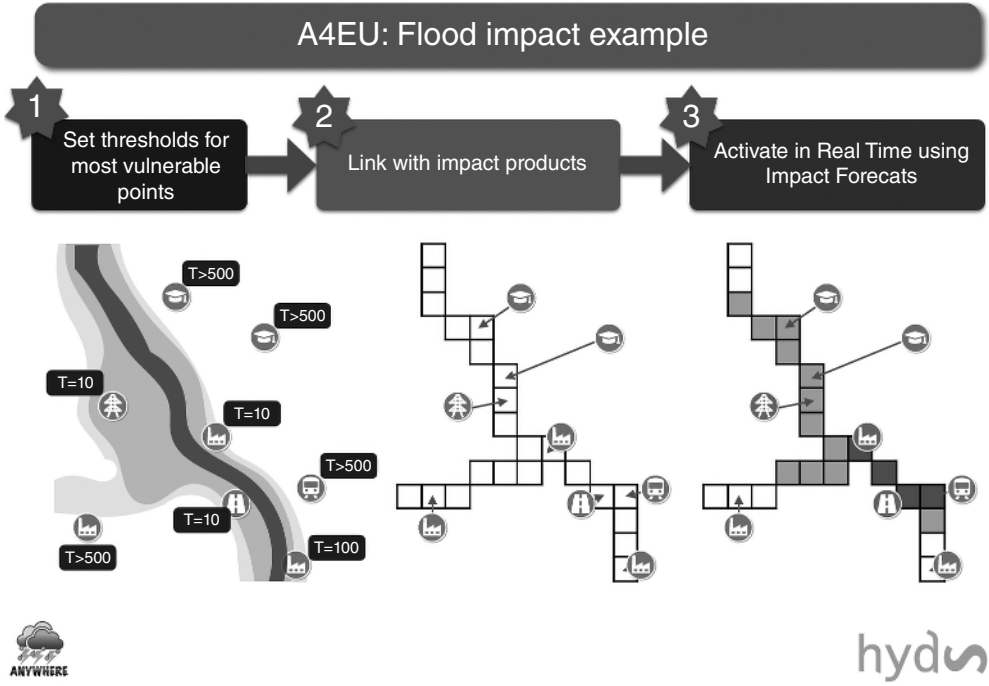 A4EU: Flood impact example
1
Set thresholds for
most vulnerable
points
2
Link with impact products
3
Activate in Real Time using
Impact Forecats
T>500
T>500
T=10
T=10
T>500
T=10
T>500
T=100
ANYWHERE
hyds